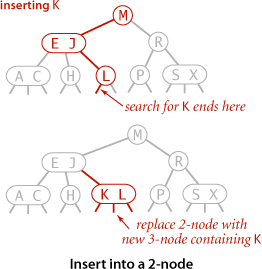 inserting K
M
E J
R
A C
H
L
P
S X
search for K ends here
M
E J
R
A C
H
K L
P
S X
replace 2-node with
new 3-node containing K
Insert into a 2-node